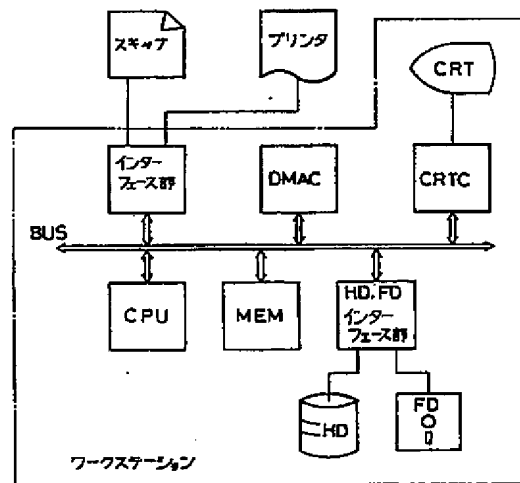 スキャナ
プリンタ
CRT
インター
フェース部
DMAC
CRTC
BUS
CPU
MEM
HD,FD
インター
フェース部
HD
FD
ワークステーション